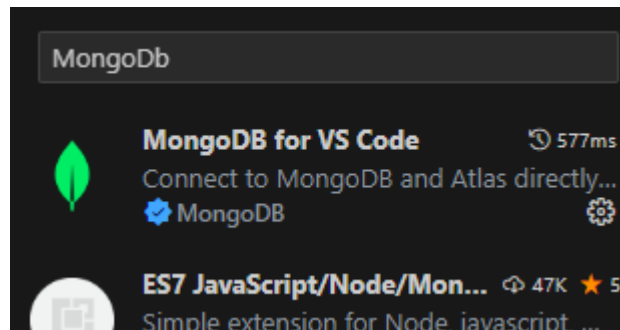 MongoDb
MongoDB for VS Code 577ms
Connect to MongoDB and Atlas directly...
MongoDB
ES7 JavaScript/Node/Mon... 47K 5
Simple extension for Node, javascript, ...